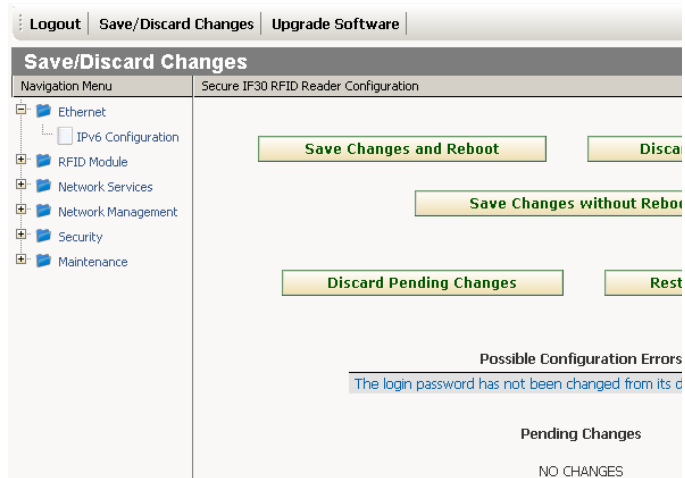 Logout Save/Discard Changes Upgrade Software
Save/Discard Changes
Navigation Menu Secure IF30 RFID Reader Configuration
Ethernet
IPv6 Configuration
RFID Module
Network Services
Network Management
Security
Maintenance
Save Changes and Reboot
Save Changes without
Discard Pending Changes
Possible Configuration Errors
The login password has not been changed from its
Pending Changes
NO CHANGES